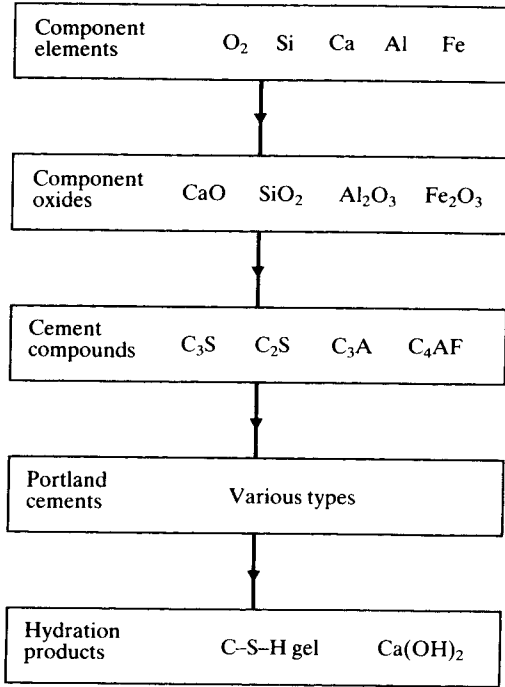 Component
elements O₂ Si Ca Al Fe
Component
oxides CaO SiO₂ Al₂O₃ Fe₂O₃
Cement
compounds C₃S C₂S C₃A C₄AF
Portland
cements Various types
Hydration
products C–S–H gel Ca(OH)₂